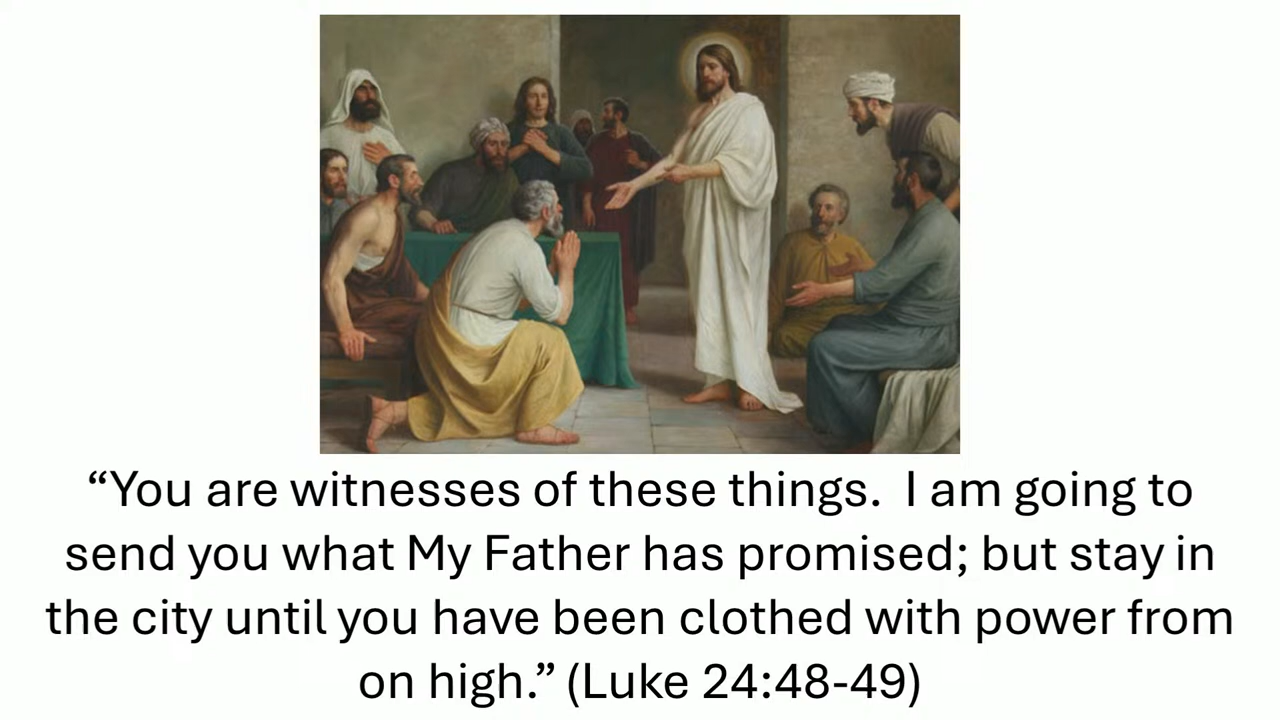 “You are witnesses of these things.  I am going to
send you what My Father has promised; but stay in
the city until you have been clothed with power from
on high.” (Luke 24:48-49)